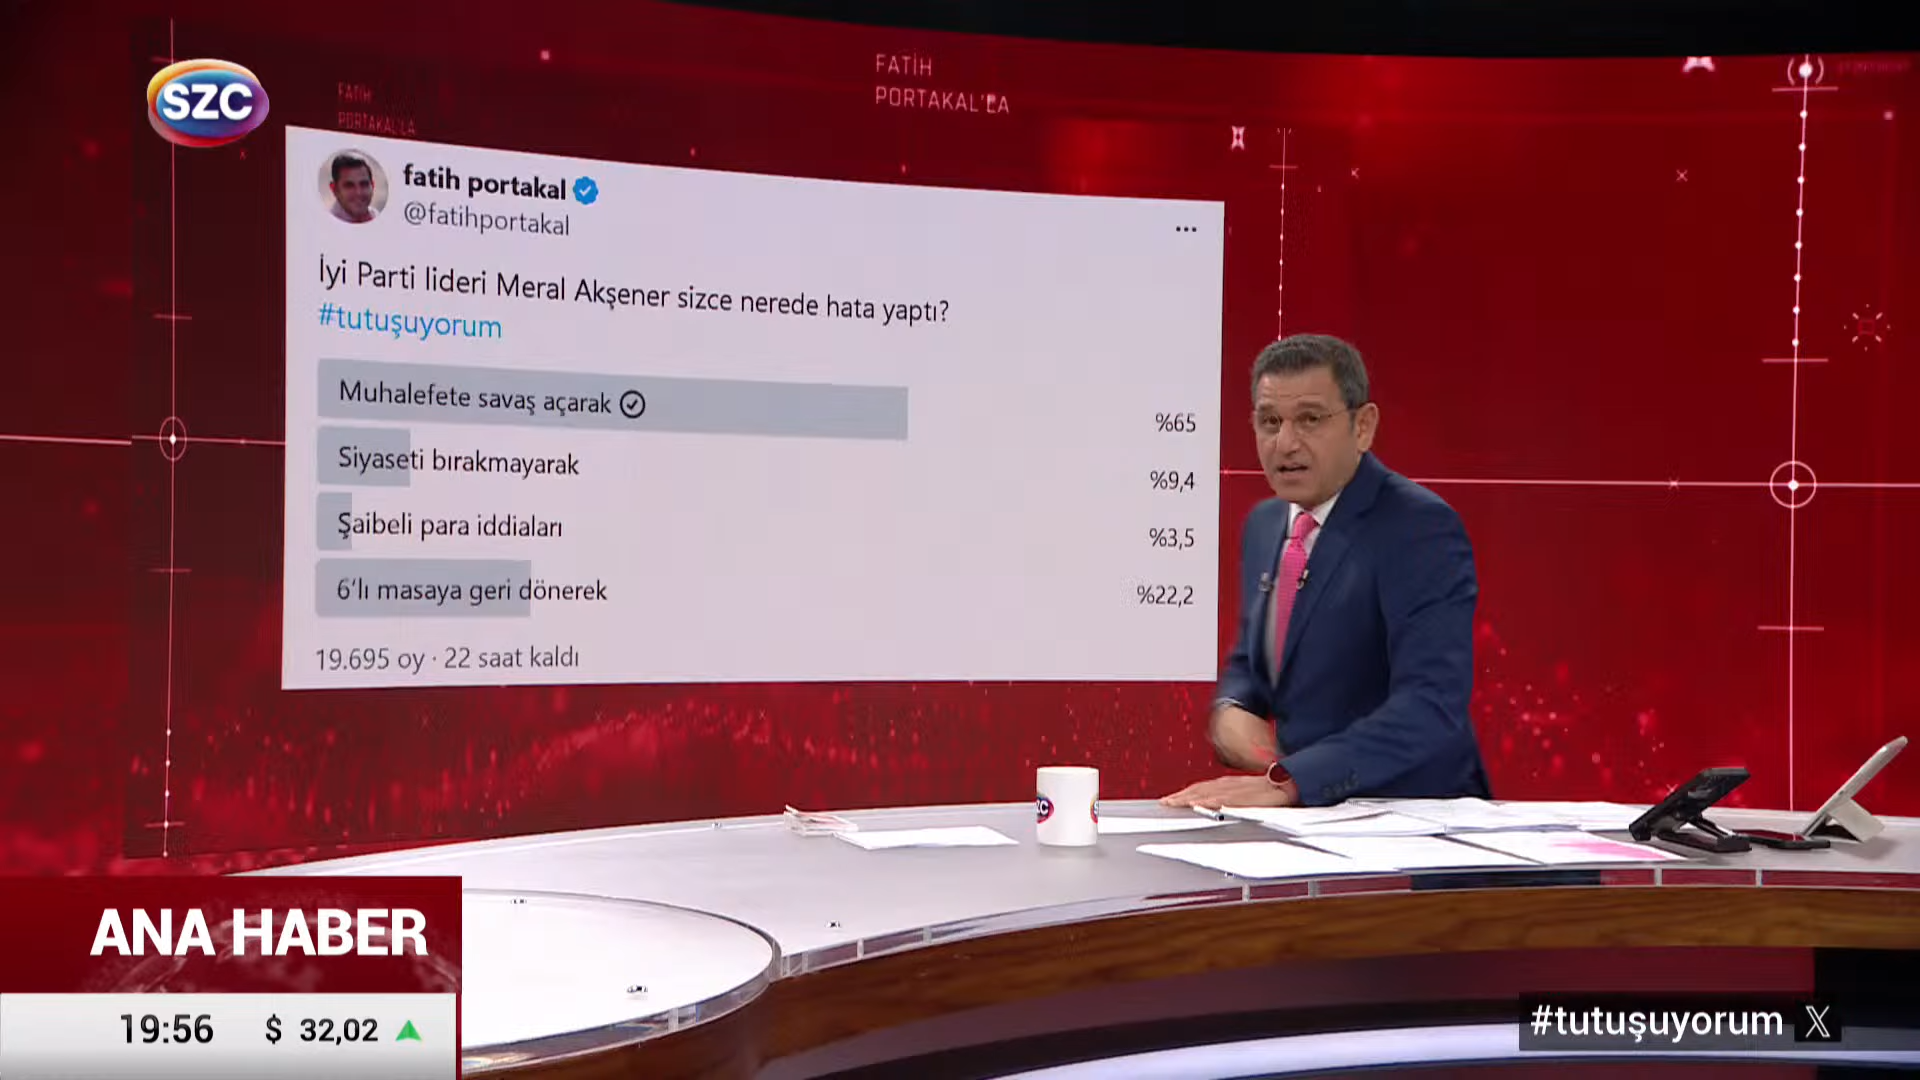 SZC
FATİH
PORTAKAL'LA
FATİH
PORTAKAL'LA
fatih portakal
@fatihportakal
İyi Parti lideri Meral Akşener sizce nerede hata yaptı?
#tutuşuyorum
Muhalefete savaş açarak %65
Siyaseti bırakmayarak %9,4
Şaibeli para iddiaları %3,5
6'lı masaya geri dönerek %22,2
19.695 oy · 22 saat kaldı
ANA HABER
19:56 $ 32,02
#tutuşuyorum X